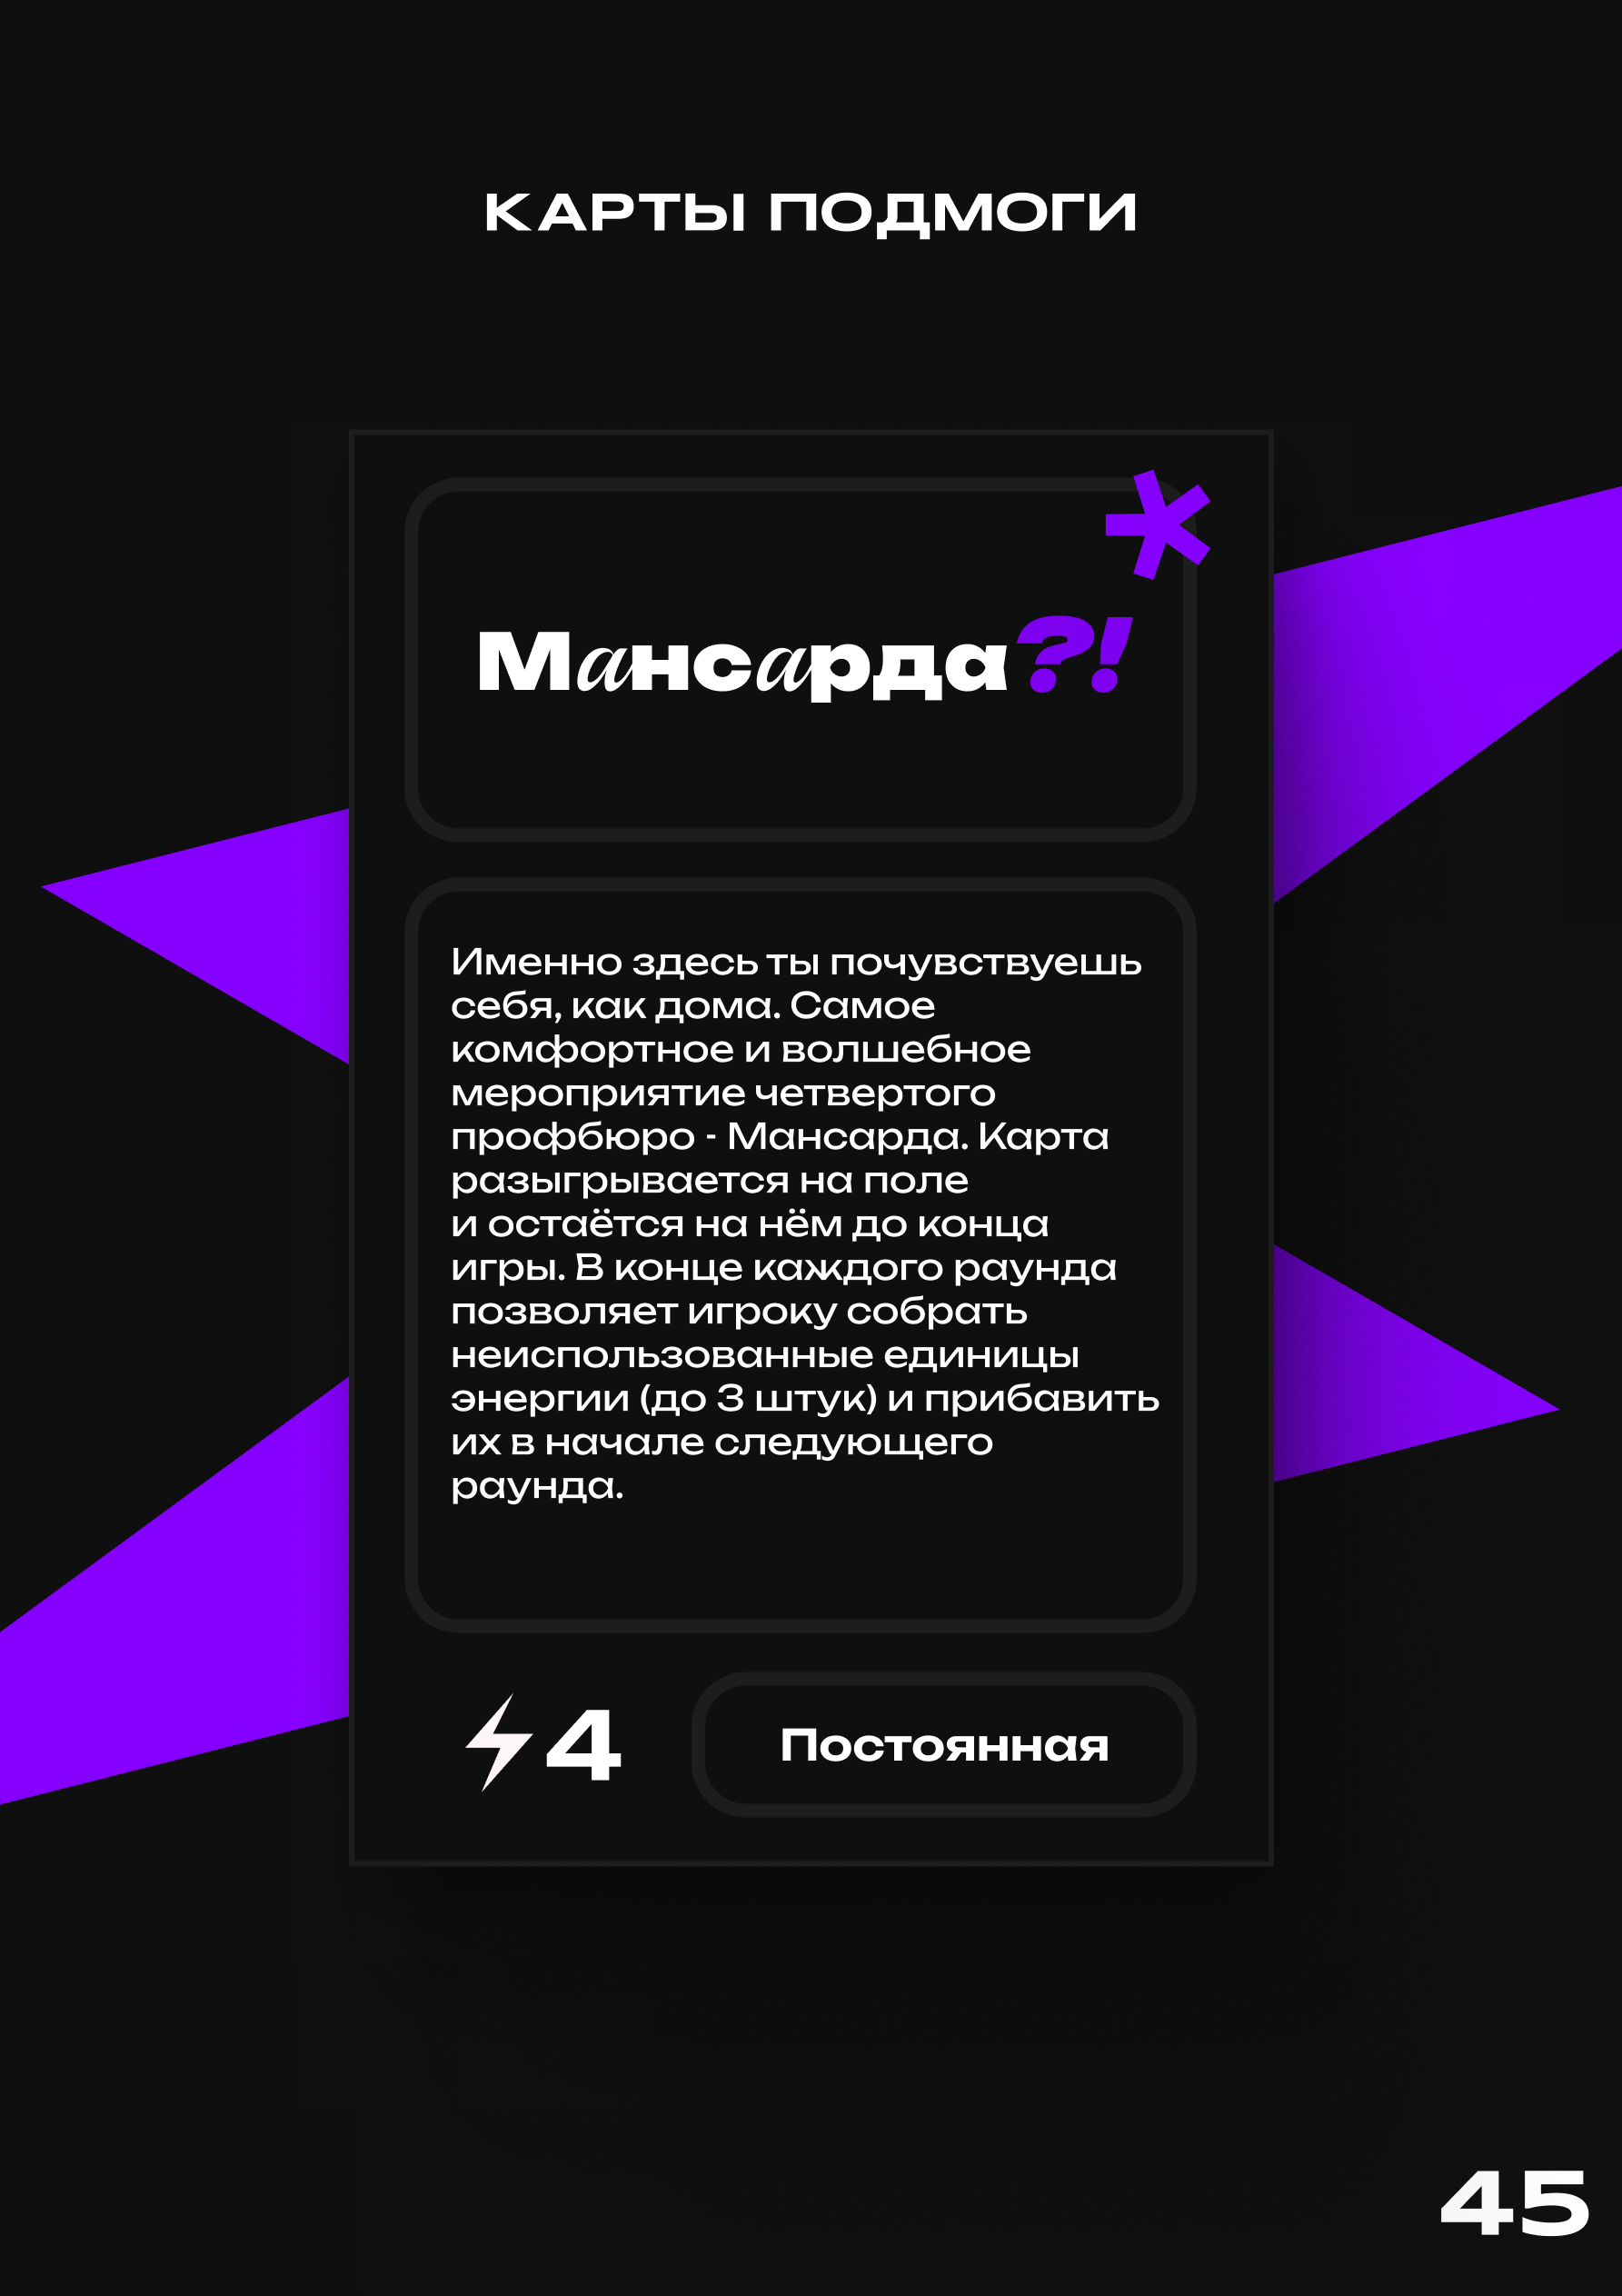 КАРТЫ ПОДМОГИ
Мансарда?!
Именно здесь ты почувствуешь
себя, как дома. Самое
комфортное и волшебное
мероприятие четвертого
профбюро - Мансарда. Карта
разыгрывается на поле
и остаётся на нём до конца
игры. В конце каждого раунда
позволяет игроку собрать
неиспользованные единицы
энергии (до 3 штук) и прибавить
их в начале следующего
раунда.
4
Постоянная
45